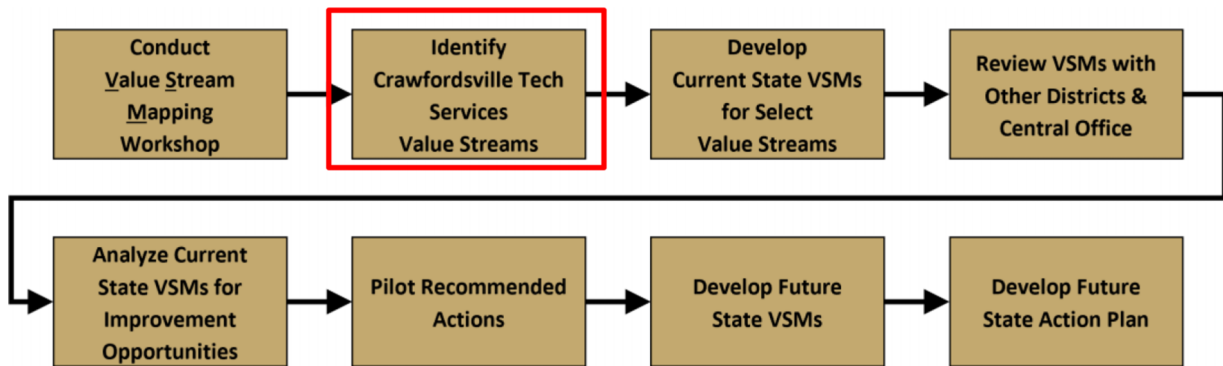 Conduct
Value Stream
Mapping
Workshop
Identify
Crawfordsville Tech
Services
Value Streams
Develop
Current State VSMs
for Select
Value Streams
Review VSMs with
Other Districts &
Central Office
Analyze Current
State VSMs for
Improvement
Opportunities
Pilot Recommended
Actions
Develop Future
State VSMs
Develop Future
State Action Plan